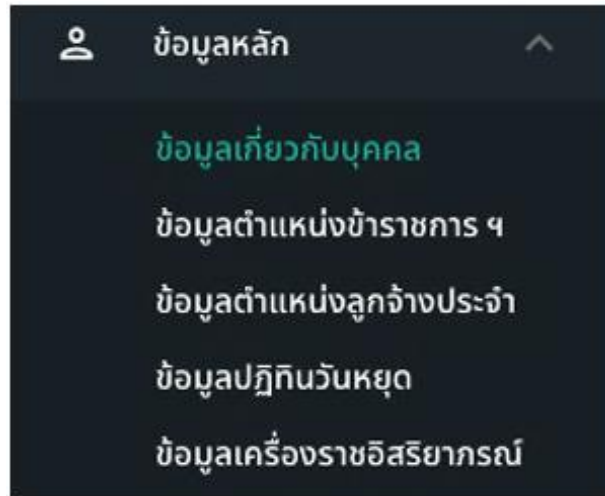 ข้อมูลหลัก
ข้อมูลเกี่ยวกับบุคคล
ข้อมูลตำแหน่งข้าราชการ ฯ
ข้อมูลตำแหน่งลูกจ้างประจำ
ข้อมูลปฏิทินวันหยุด
ข้อมูลเครื่องราชอิสริยาภรณ์